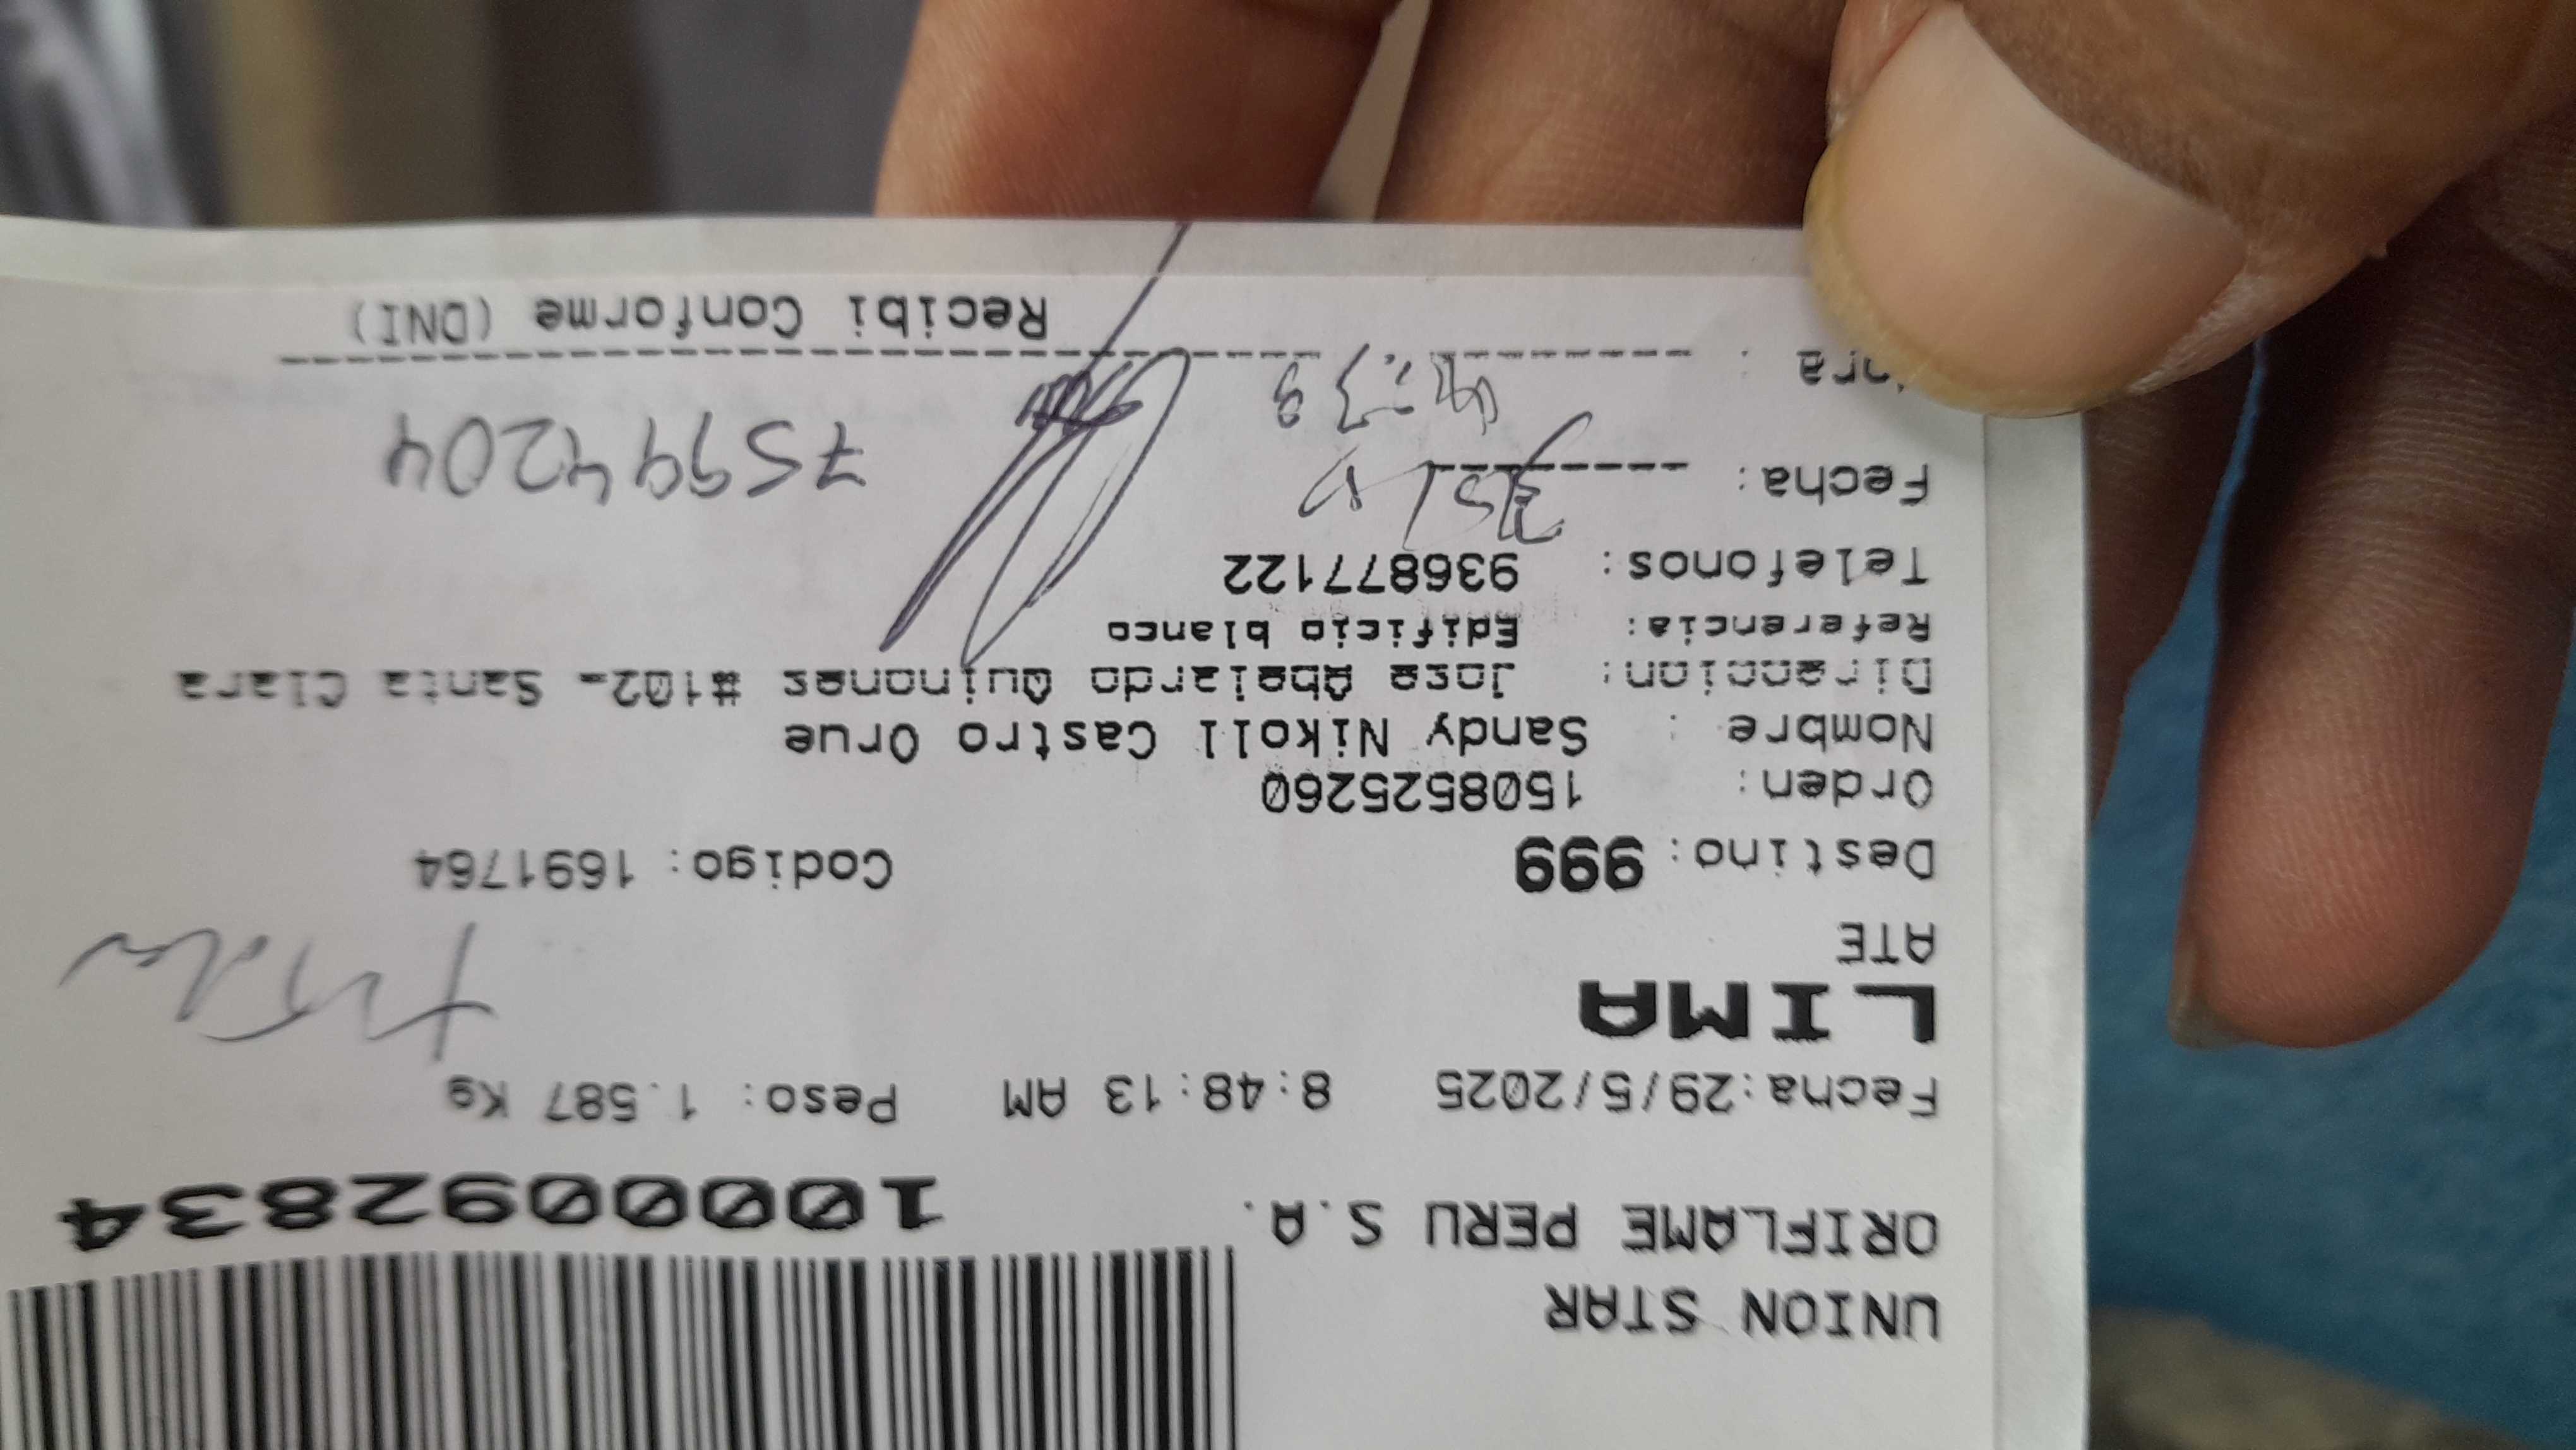 UNION STAR
ORIFLAME PERU S.A. 10000092834
Fecha:29/5/2025 8:48:13 AM Peso: 1.587 Kg
LIMA
ATE
Destino: 999 Codigo: 1691764
Orden: 1508525260
Nombre : Sandy Nikoll Castro Orue
Direccion: Jose Abelardo Quinones #102- Santa Clara
Referencia: Edificio blanco
Telefonos: 936877122
Fecha:
75994204
Recibi Conforme (DNI)